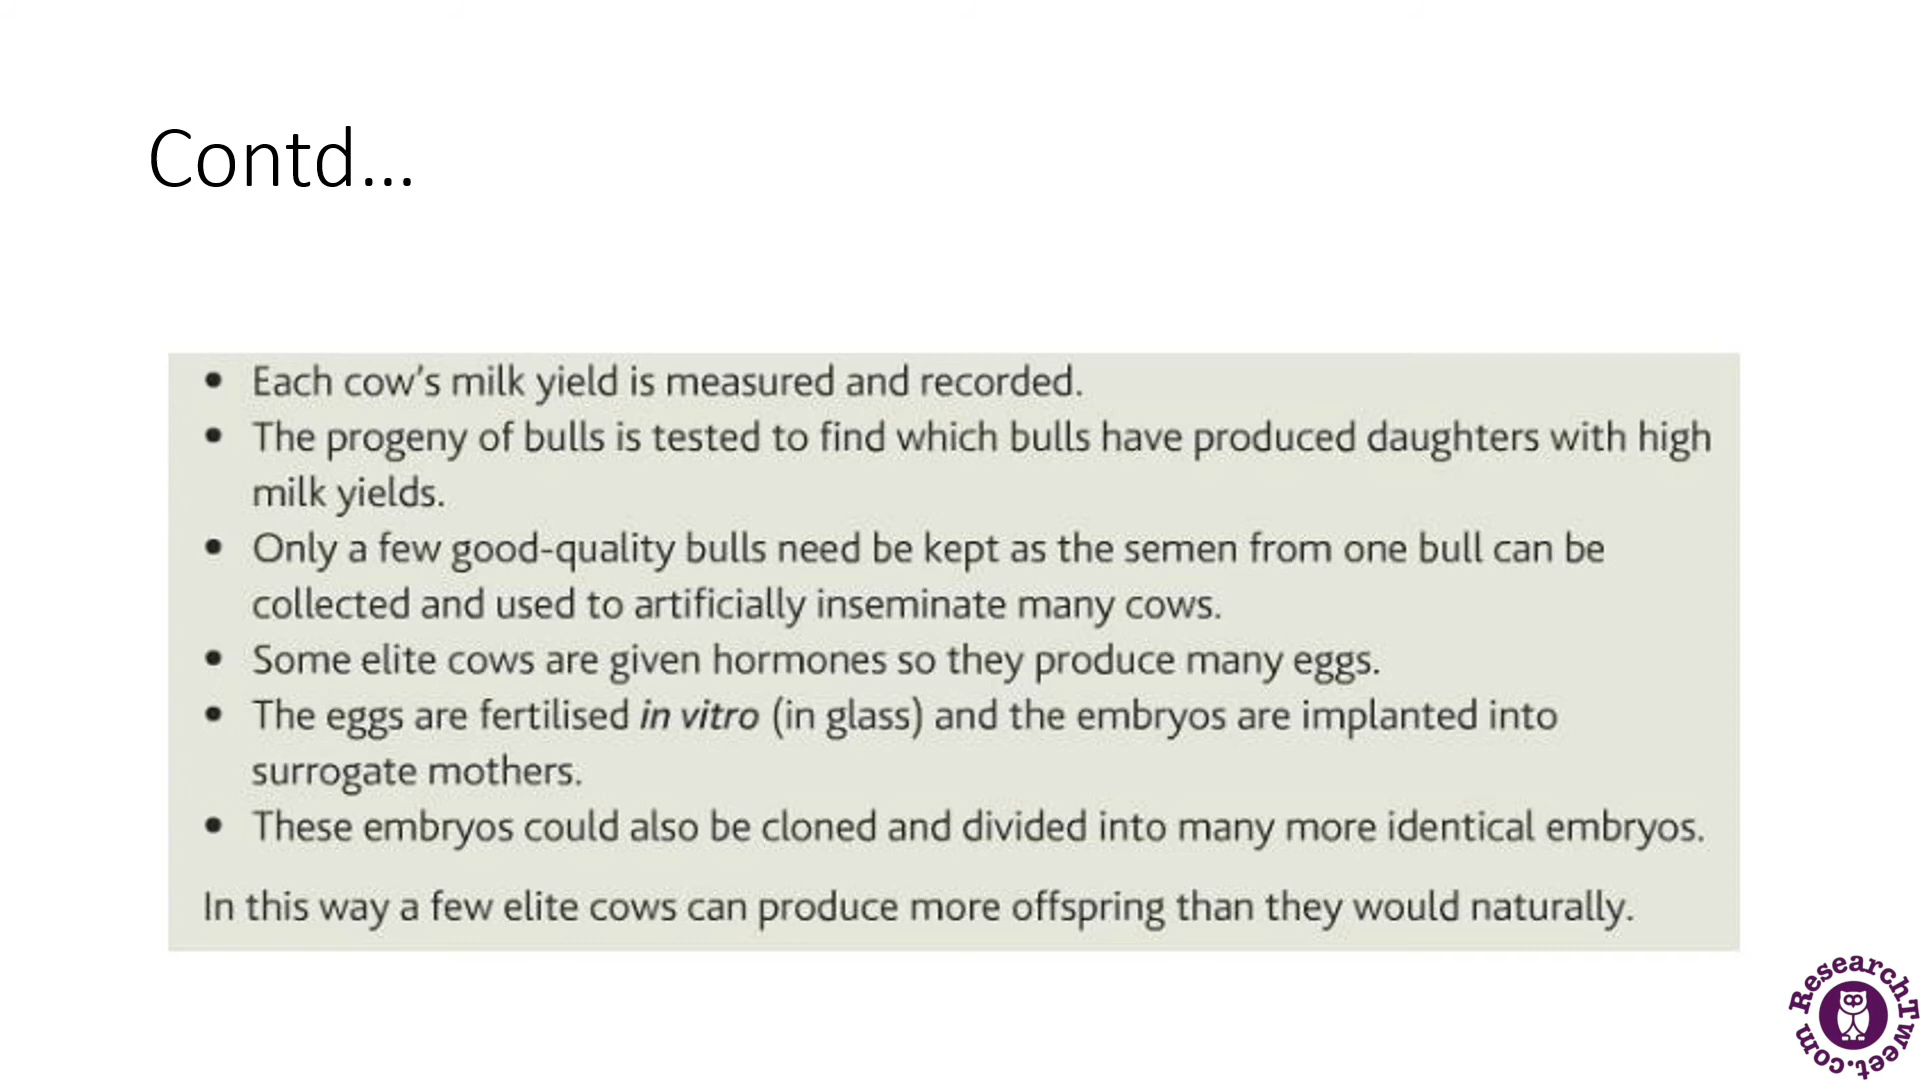 Contd...
• Each cow's milk yield is measured and recorded.
• The progeny of bulls is tested to find which bulls have produced daughters with high
milk yields.
• Only a few good-quality bulls need be kept as the semen from one bull can be
collected and used to artificially inseminate many cows.
• Some elite cows are given hormones so they produce many eggs.
• The eggs are fertilised in vitro (in glass) and the embryos are implanted into
surrogate mothers.
• These embryos could also be cloned and divided into many more identical embryos.
In this way a few elite cows can produce more offspring than they would naturally.
ResearchTweet.com